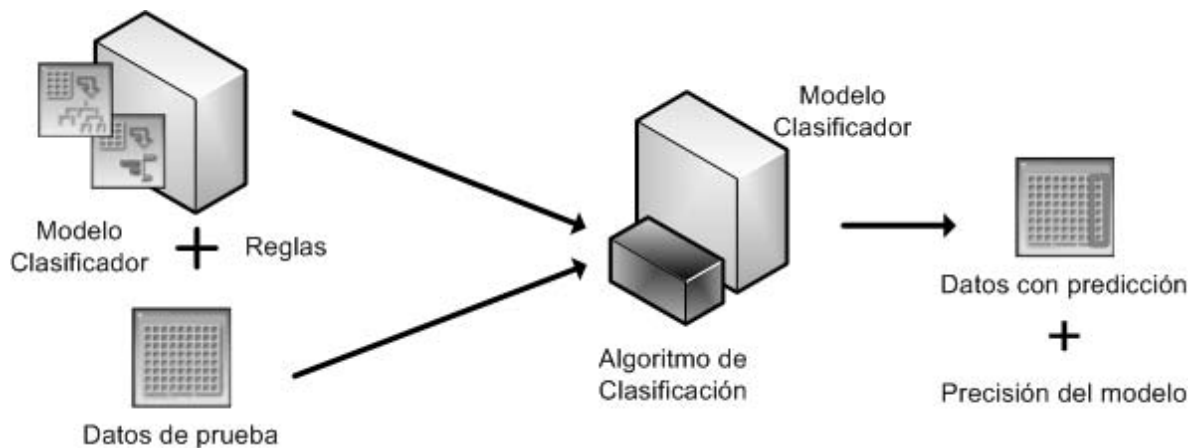 Modelo
Clasificador
+
Reglas
Datos de prueba
Modelo
Clasificador
Algoritmo de
Clasificación
Datos con predicción
+
Precisión del modelo